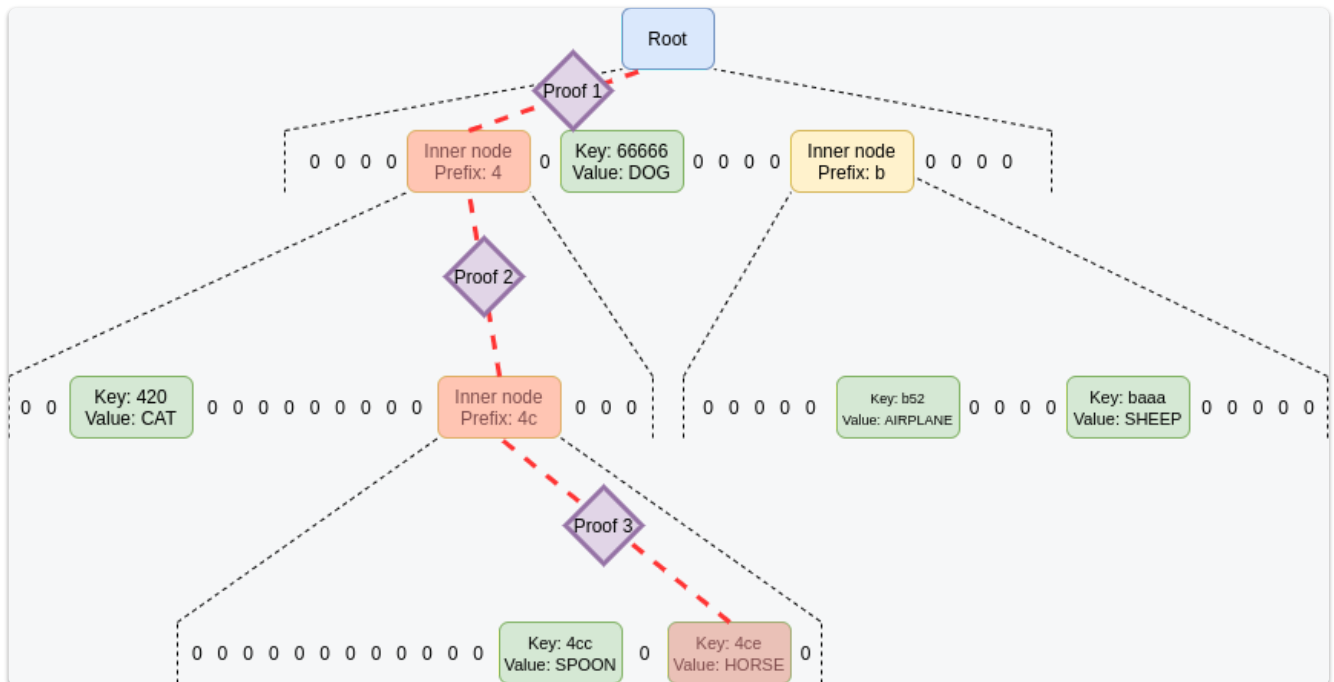 Root
Proof 1
0 0 0 0 Inner node 0 Key: 66666 0 0 0 0 Inner node 0 0 0 0
Prefix: 4 Value: DOG Prefix: b
Proof 2
0 0 Key: 420 0 0 0 0 0 0 0 0 0 Inner node 0 0 0 0 0 0 0 0 Key: b52 0 0 0 0 Key: baaa 0 0 0 0 0
Value: CAT Prefix: 4c Value: AIRPLANE Value: SHEEP
Proof 3
0 0 0 0 0 0 0 0 0 0 0 0 Key: 4cc 0 Key: 4ce 0
Value: SPOON Value: HORSE